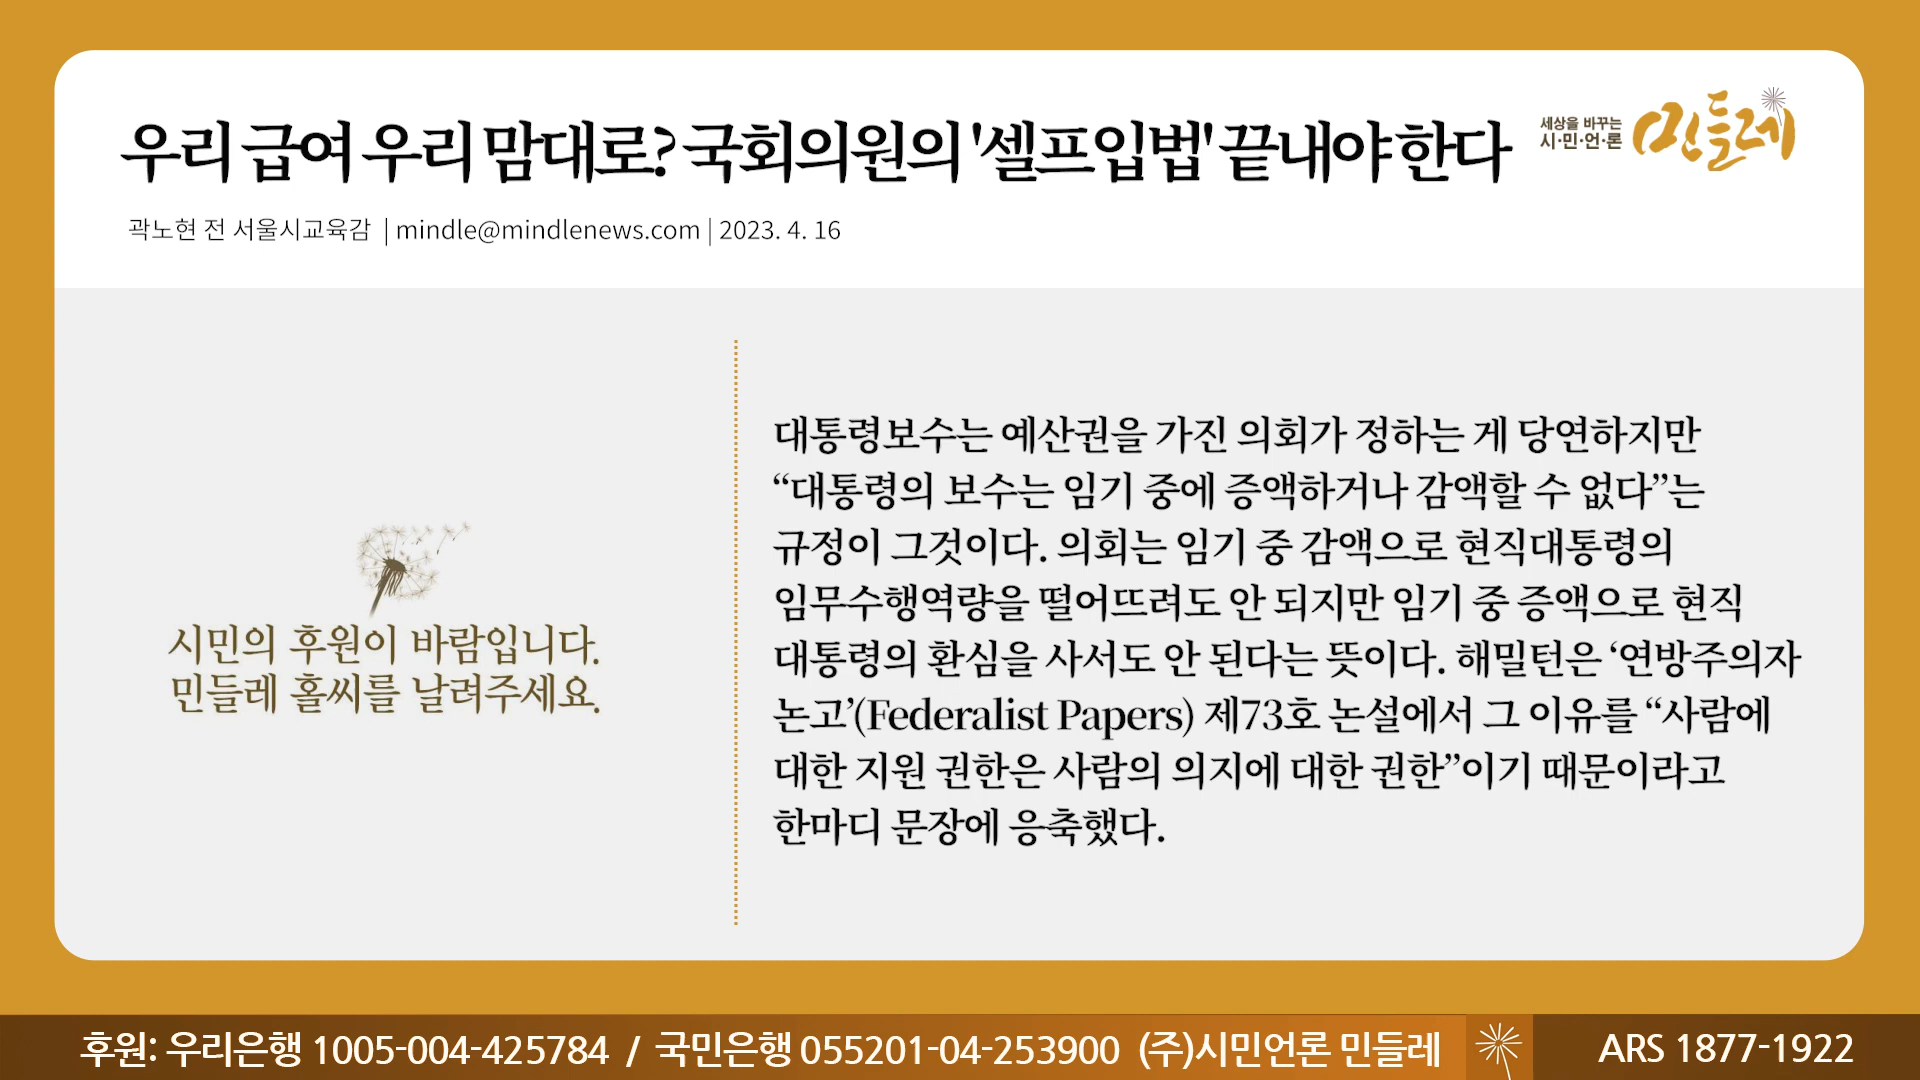 우리 급여 우리 맘대로? 국회의원의 '셀프입법' 끝내야 한다
세상을 바꾸는
시·민·언·론
민들레
곽노현 전 서울시교육감 | mindle@mindlenews.com | 2023. 4. 16
시민의 후원이 바람입니다.
민들레 홀씨를 날려주세요.
대통령보수는 예산권을 가진 의회가 정하는 게 당연하지만
“대통령의 보수는 임기 중에 증액하거나 감액할 수 없다”는
규정이 그것이다. 의회는 임기 중 감액으로 현직대통령의
임무수행역량을 떨어뜨려도 안 되지만 임기 중 증액으로 현직
대통령의 환심을 사서도 안 된다는 뜻이다. 해밀턴은 ‘연방주의자
논고’(Federalist Papers) 제73호 논설에서 그 이유를 “사람에
대한 지원 권한은 사람의 의지에 대한 권한”이기 때문이라고
한마디 문장에 응축했다.
후원: 우리은행 1005-004-425784 / 국민은행 055201-04-253900 (주)시민언론 민들레
ARS 1877-1922